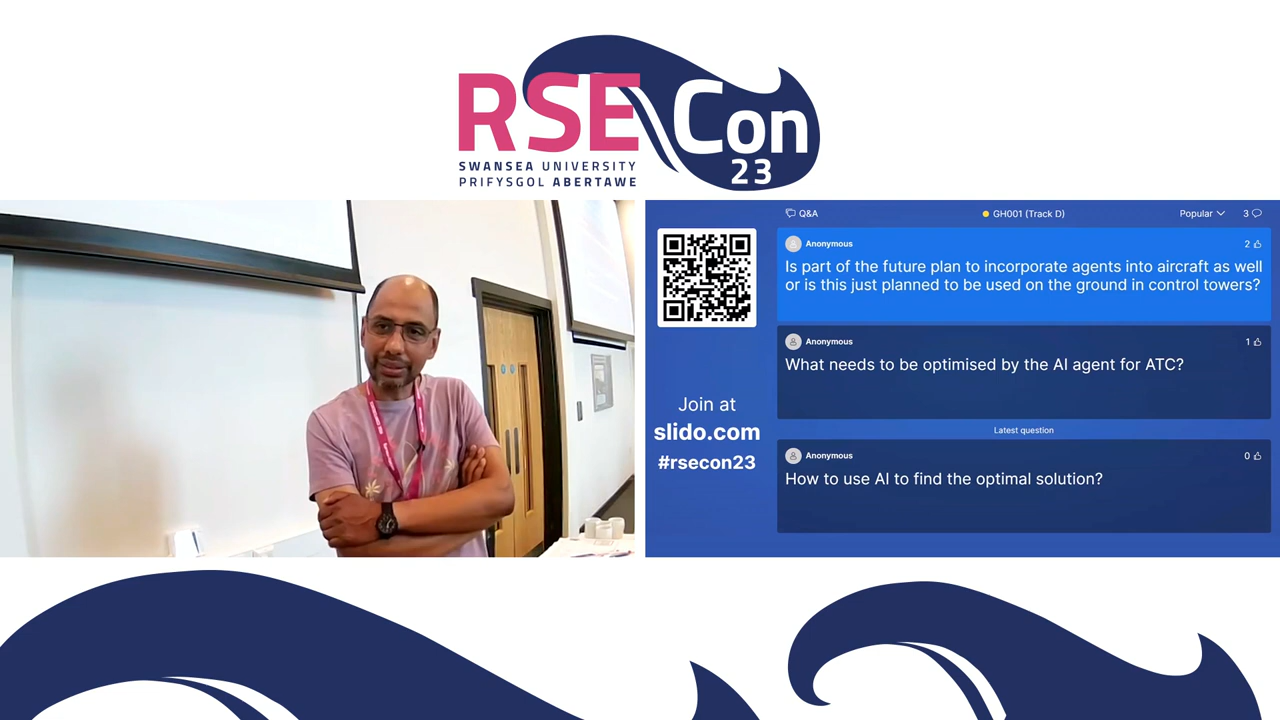 RSE Con
23
SWANSEA UNIVERSITY
PRIFYSGOL ABERTAWE
Q&A
GH001 (Track D)
Popular
3
Anonymous
2
Is part of the future plan to incorporate agents into aircraft as well
or is this just planned to be used on the ground in control towers?
Anonymous
1
What needs to be optimised by the AI agent for ATC?
Latest question
Anonymous
0
How to use AI to find the optimal solution?
Join at
slido.com
#rsecon23